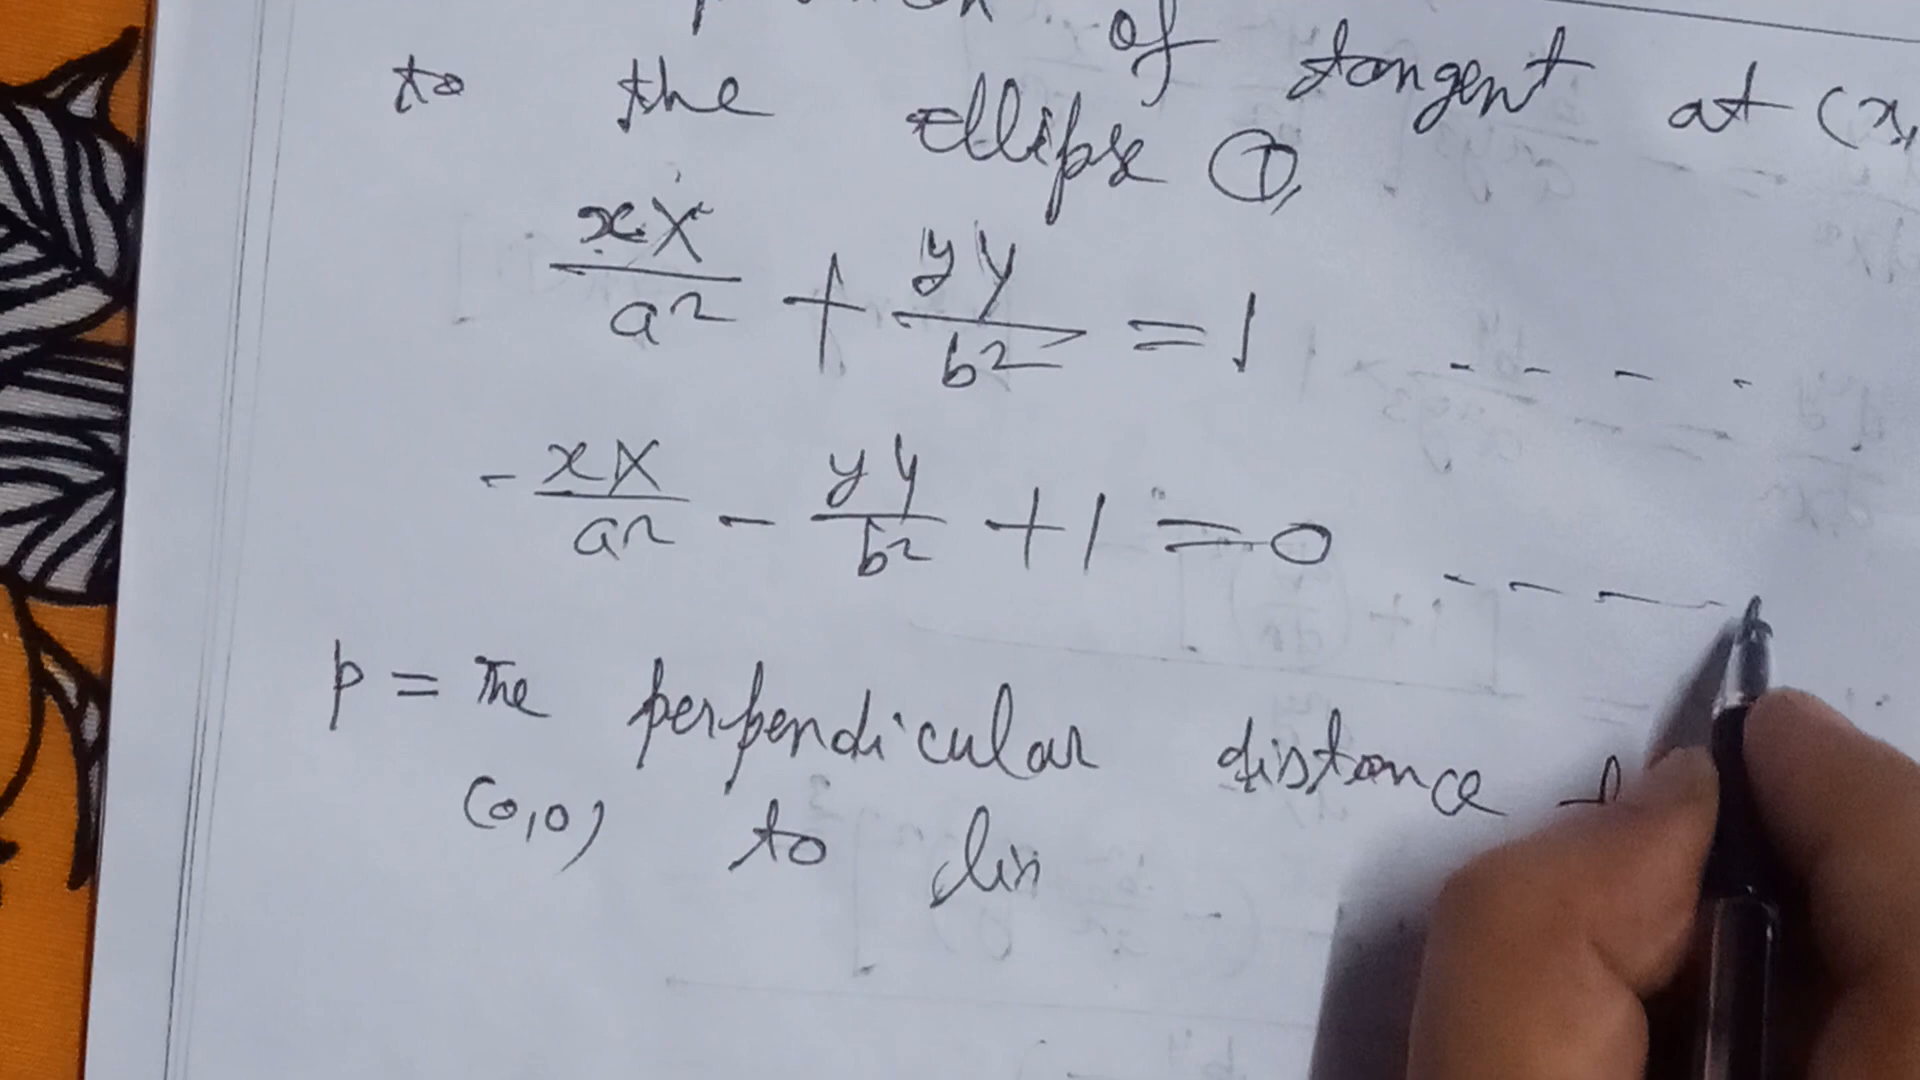 of tangent at (x,
to the ellipse ①,
xX/a² + yY/b² = 1 - - - -
- xX/a² - yY/b² + 1 = 0 - - - -
p = The perpendicular distance
(0,0) to lin